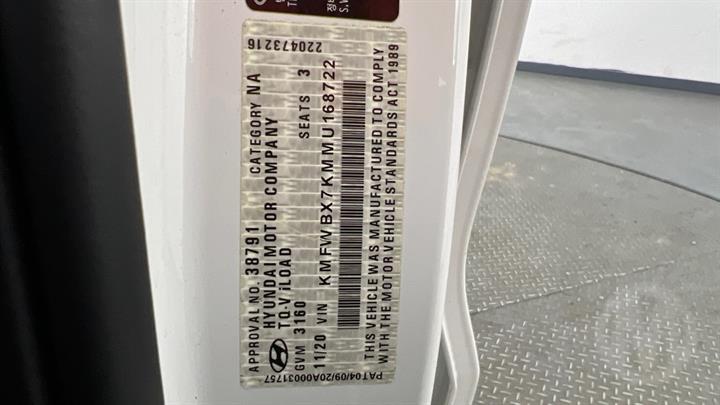 220473216
APPROVAL NO. 38791 CATEGORY NA
HYUNDAI MOTOR COMPANY
TQ-V iLOAD
GVM 3160 SEATS 3
11/20 VIN KMFWBX7KMMU168722
THIS VEHICLE WAS MANUFACTURED TO COMPLY
WITH THE MOTOR VEHICLE STANDARDS ACT 1989
PAT04/09/20A00031757